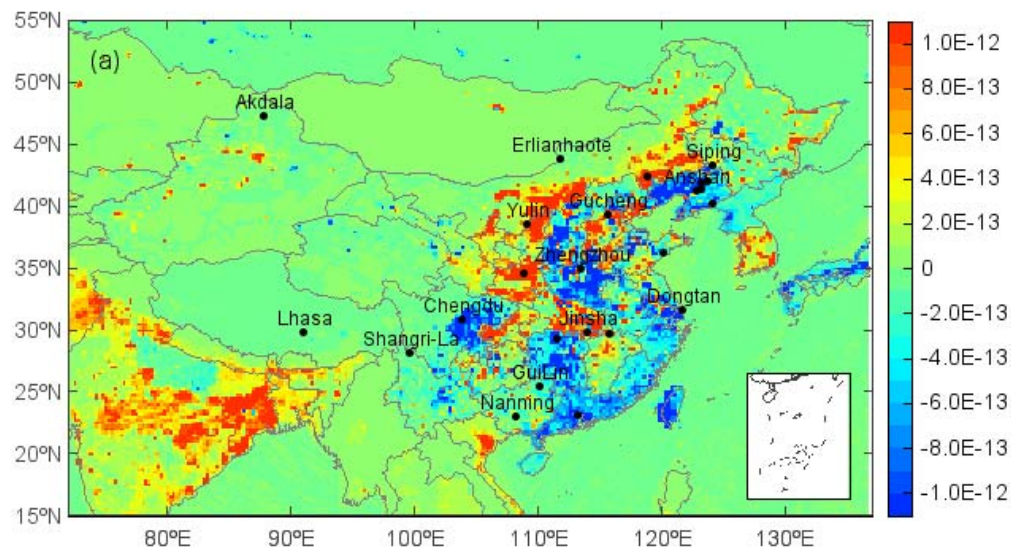 55ºN
50ºN
45ºN
40ºN
35ºN
30ºN
25ºN
20ºN
15ºN
(a)
Akdala
Erlianhaote
Siping
Anshan
Gucheng
Yulin
Zhengzhou
Dongtan
Chengdu
Jinsha
Lhasa
Shangri-La
GuiLin
Nanning
80ºE
90ºE
100ºE
110ºE
120ºE
130ºE
1.0E-12
8.0E-13
6.0E-13
4.0E-13
2.0E-13
0
-2.0E-13
-4.0E-13
-6.0E-13
-8.0E-13
-1.0E-12